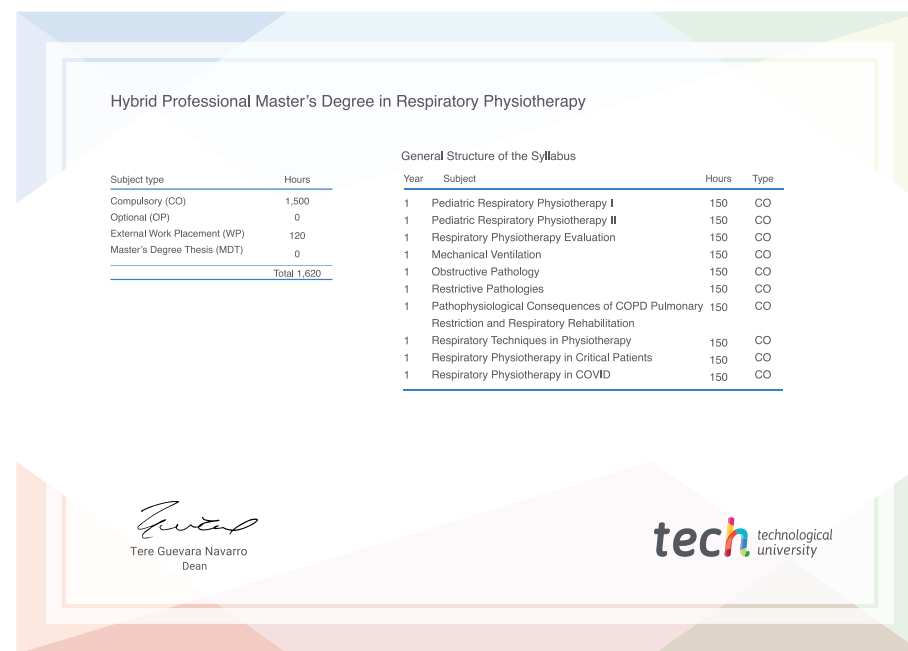 Hybrid Professional Master's Degree in Respiratory Physiotherapy
General Structure of the Syllabus
Subject type Hours
Compulsory (CO) 1,500
Optional (OP) 0
External Work Placement (WP) 120
Master's Degree Thesis (MDT) 0
Total 1,620
Year Subject Hours Type
1 Pediatric Respiratory Physiotherapy I 150 CO
1 Pediatric Respiratory Physiotherapy II 150 CO
1 Respiratory Physiotherapy Evaluation 150 CO
1 Mechanical Ventilation 150 CO
1 Obstructive Pathology 150 CO
1 Restrictive Pathologies 150 CO
1 Pathophysiological Consequences of COPD Pulmonary 150 CO
Restriction and Respiratory Rehabilitation
1 Respiratory Techniques in Physiotherapy 150 CO
1 Respiratory Physiotherapy in Critical Patients 150 CO
1 Respiratory Physiotherapy in COVID 150 CO
Tere Guevara Navarro
Dean
tech technological
university